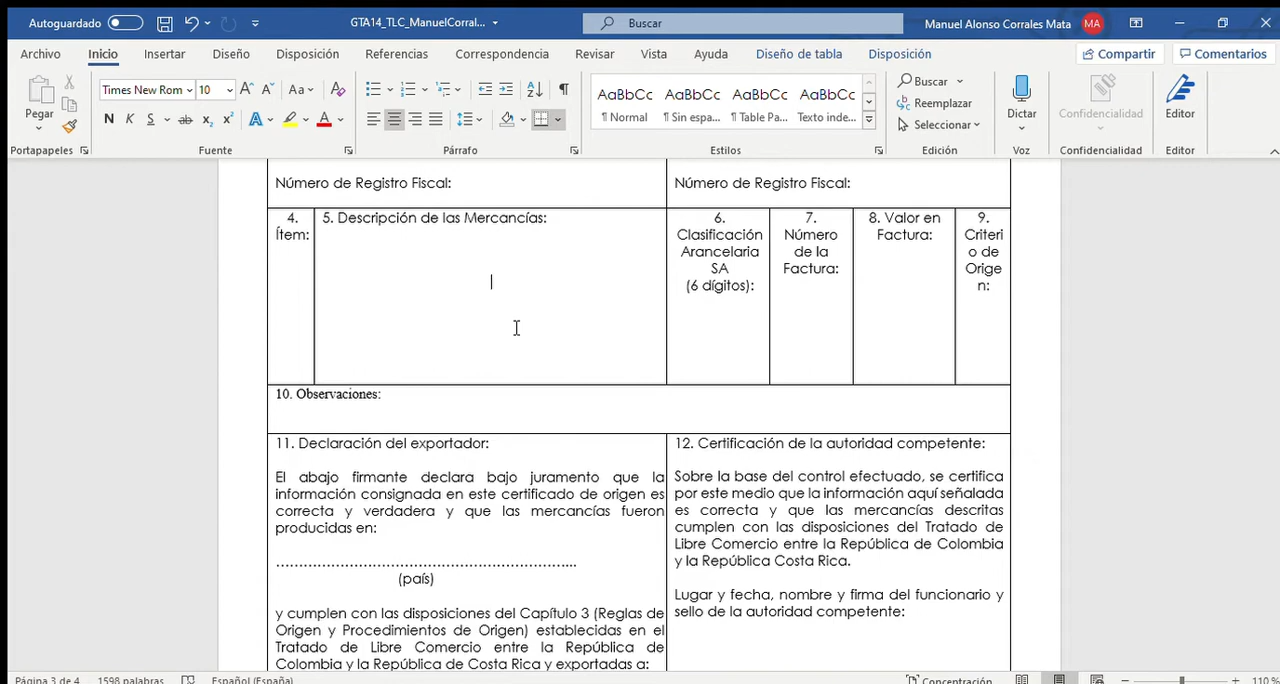 Autoguardado
GTA14_TLC_ManuelCorral...
Buscar
Manuel Alonso Corrales Mata MA
Archivo Inicio Insertar Diseño Disposición Referencias Correspondencia Revisar Vista Ayuda Diseño de tabla Disposición
Compartir Comentarios
Pegar
Times New Rom 10
Aa
N K S ab x₂ x²
A A
AaBbCc AaBbCc AaBbCc AaBbCc
¶ Normal ¶ Sin espa... ¶ Table Pa... Texto inde...
Buscar
Reemplazar
Seleccionar
Dictar
Confidencialidad
Editor
Portapapeles Fuente Párrafo Estilos Edición Voz Confidencialidad Editor
Número de Registro Fiscal: Número de Registro Fiscal:
4.
Ítem:
5. Descripción de las Mercancías:
6.
Clasificación
Arancelaria
SA
(6 dígitos):
7.
Número
de la
Factura:
8. Valor en
Factura:
9.
Criteri
o de
Orige
n:
10. Observaciones:
11. Declaración del exportador:
El abajo firmante declara bajo juramento que la
información consignada en este certificado de origen es
correcta y verdadera y que las mercancías fueron
producidas en:
……………………………………………………...
(país)
y cumplen con las disposiciones del Capítulo 3 (Reglas de
Origen y Procedimientos de Origen) establecidas en el
Tratado de Libre Comercio entre la República de
Colombia y la República de Costa Rica y exportadas a:
12. Certificación de la autoridad competente:
Sobre la base del control efectuado, se certifica
por este medio que la información aquí señalada
es correcta y que las mercancías descritas
cumplen con las disposiciones del Tratado de
Libre Comercio entre la República de Colombia
y la República Costa Rica.
Lugar y fecha, nombre y firma del funcionario y
sello de la autoridad competente:
Página 3 de 4 1598 palabras Español (España) Concentración 110 %